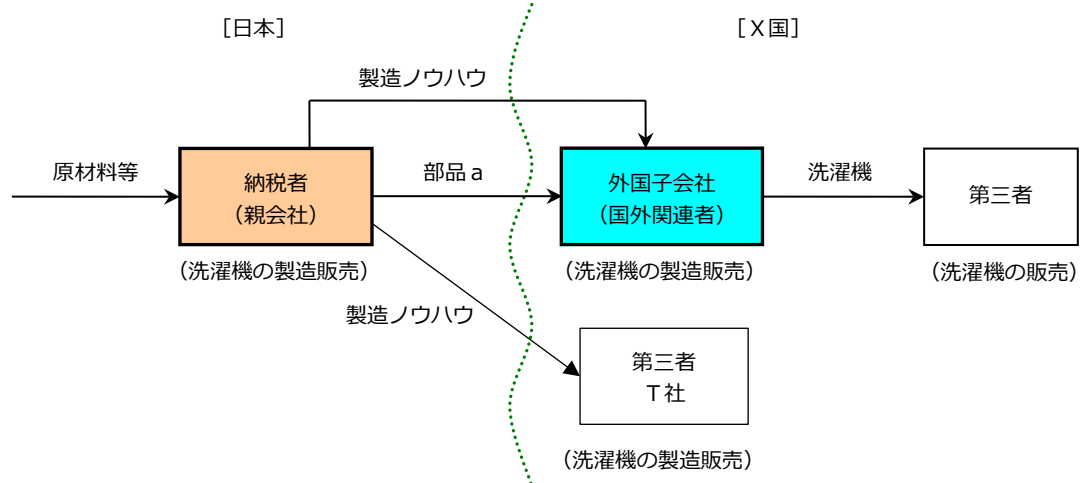 ［日本］
［Ｘ国］
製造ノウハウ
原材料等
納税者
（親会社）
（洗濯機の製造販売）
部品ａ
外国子会社
（国外関連者）
（洗濯機の製造販売）
洗濯機
第三者
（洗濯機の販売）
製造ノウハウ
第三者
Ｔ社
（洗濯機の製造販売）